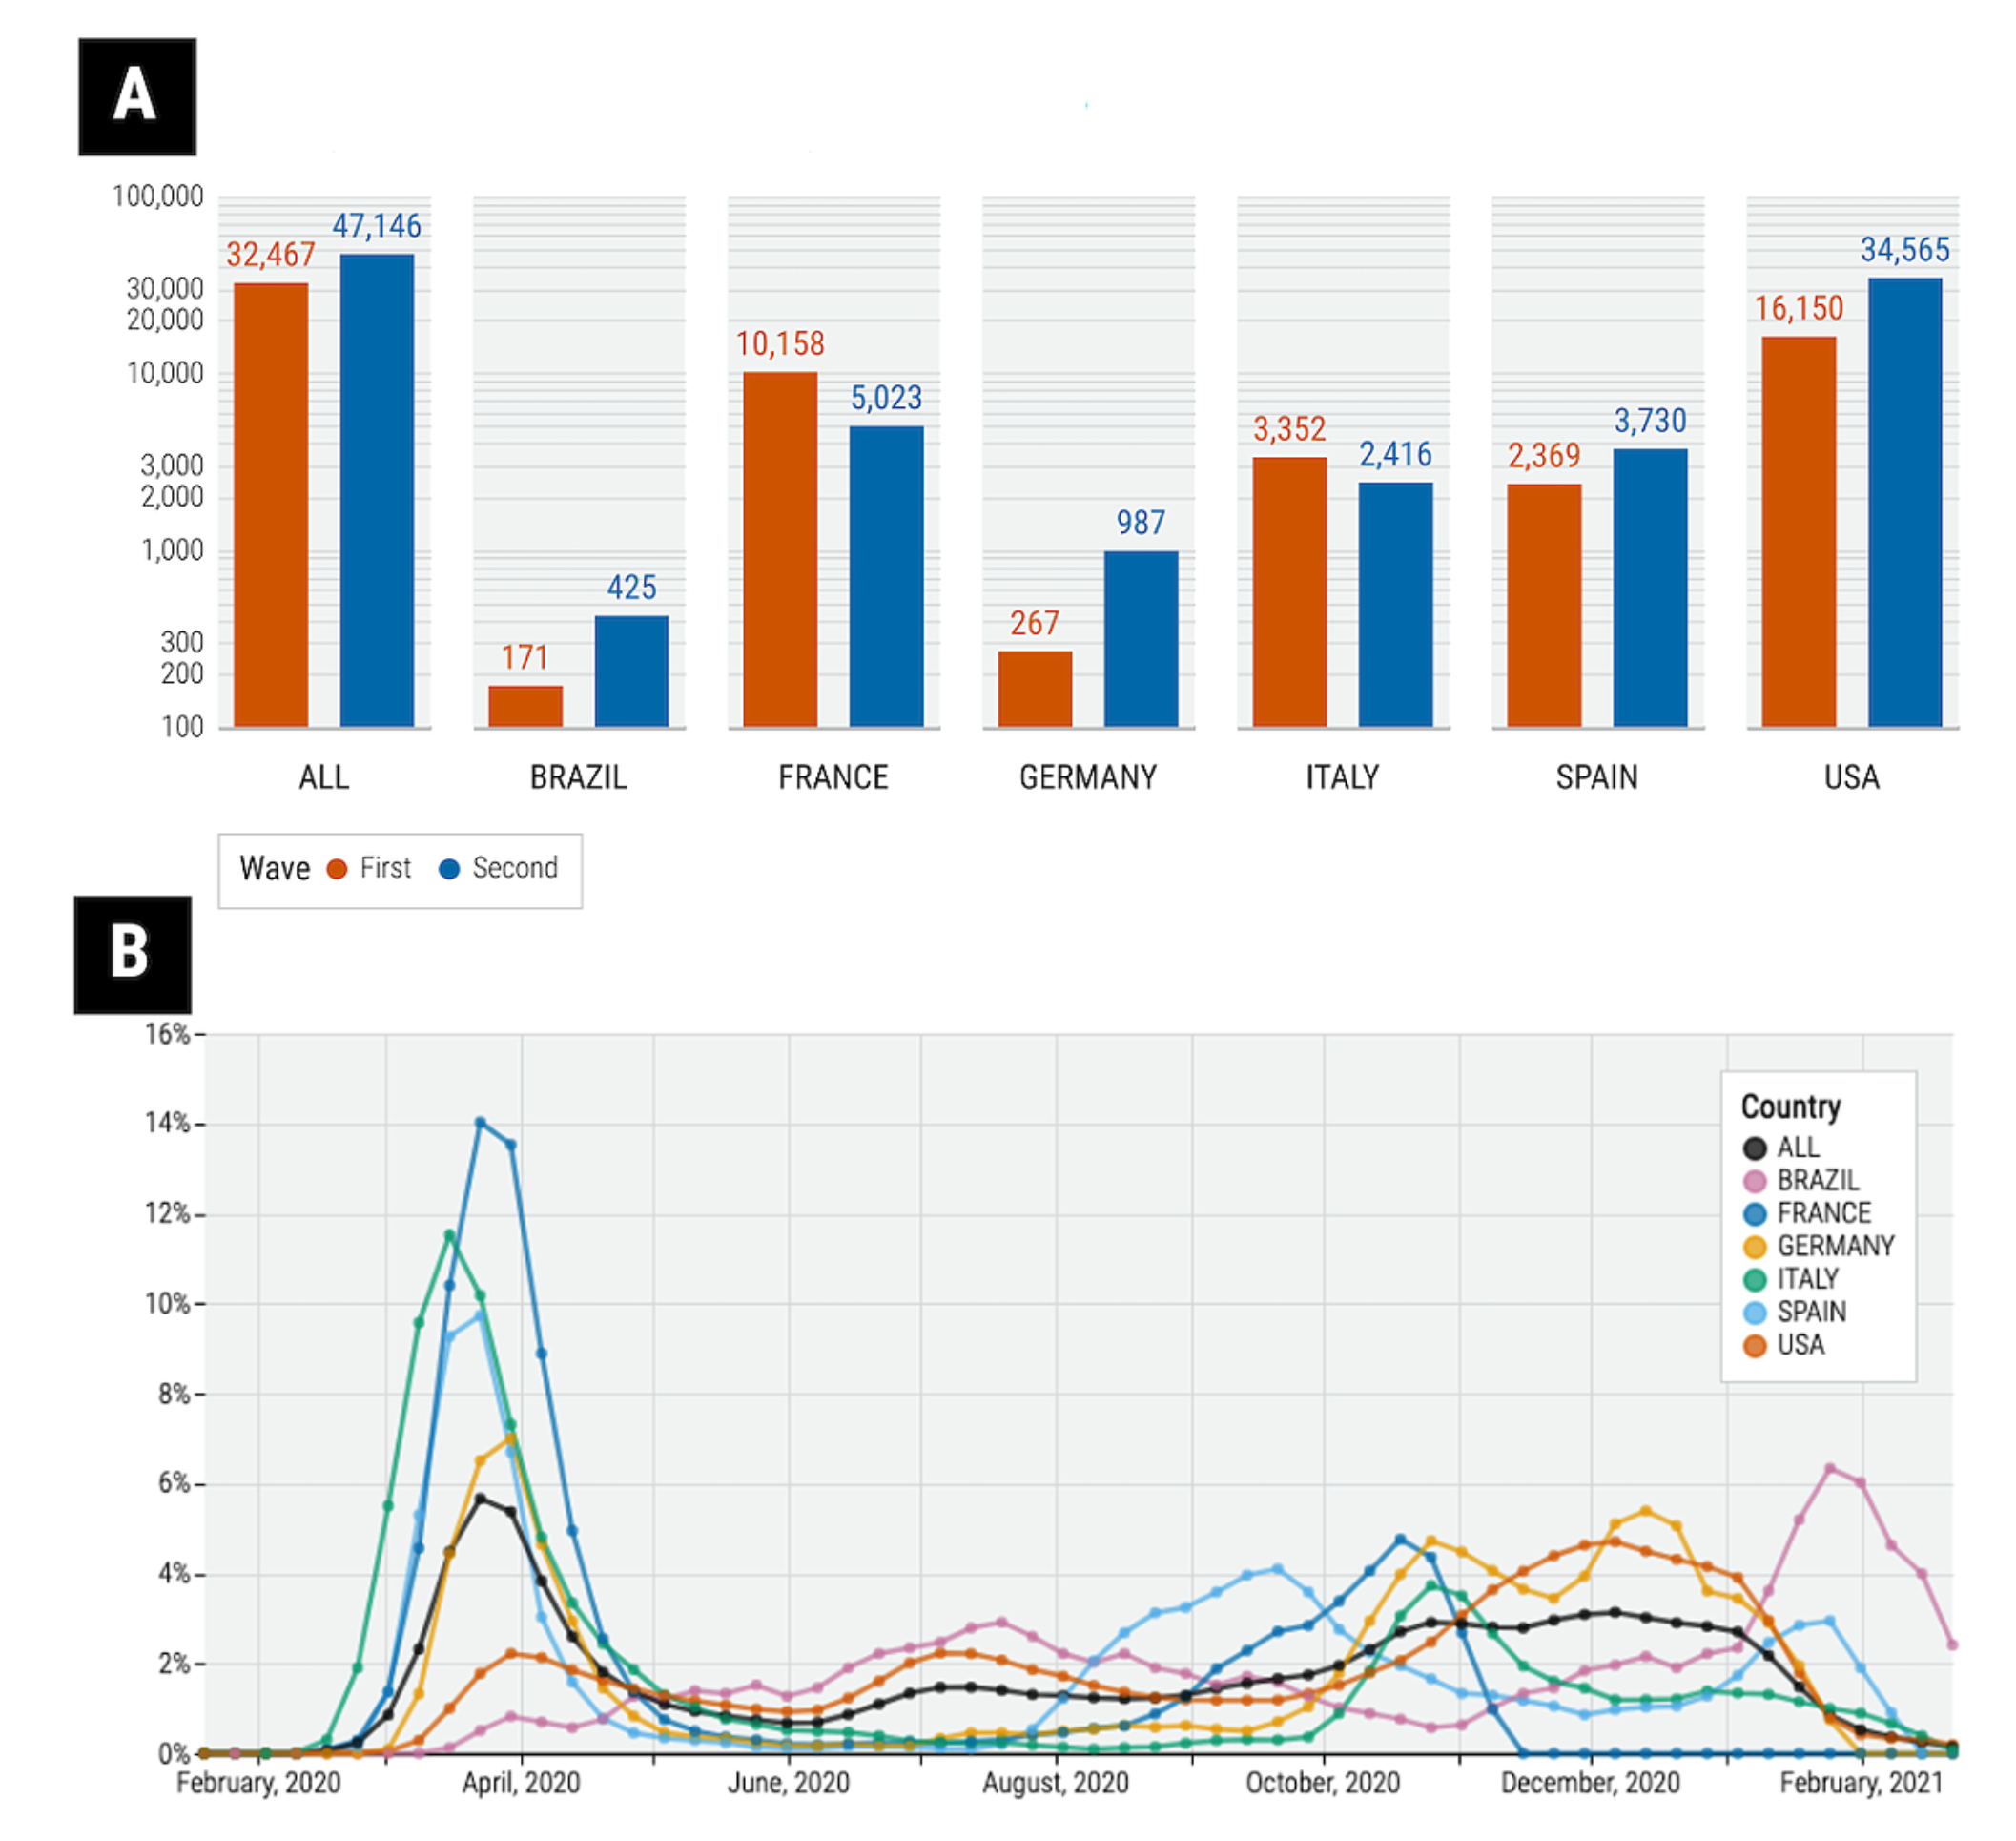 A
100,000
30,000
20,000
10,000
3,000
2,000
1,000
300
200
100
32,467
47,146
171
425
10,158
5,023
267
987
3,352
2,416
2,369
3,730
16,150
34,565
ALL BRAZIL FRANCE GERMANY ITALY SPAIN USA
Wave First Second
B
16%
14%
12%
10%
8%
6%
4%
2%
0%
Country
ALL
BRAZIL
FRANCE
GERMANY
ITALY
SPAIN
USA
February, 2020 April, 2020 June, 2020 August, 2020 October, 2020 December, 2020 February, 2021